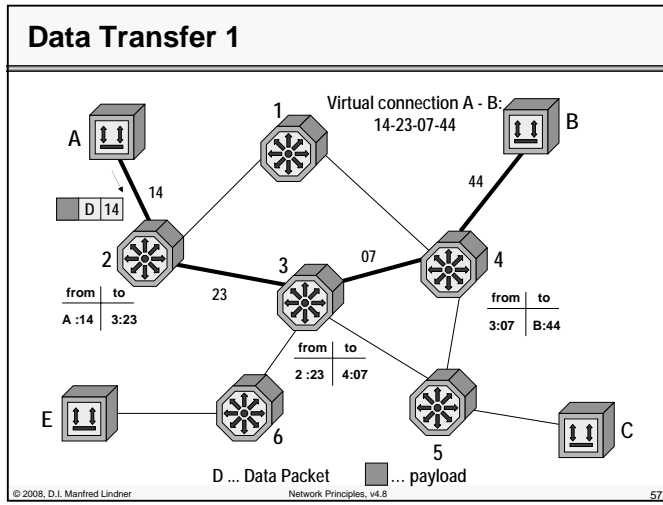 Data Transfer 1
Virtual connection A - B:
14-23-07-44
A
1
B
14
44
D 14
2
3
07
4
23
from to
A :14 3:23
from to
3:07 B:44
from to
2 :23 4:07
E
6
5
C
D ... Data Packet ... payload
© 2008, D.I. Manfred Lindner Network Principles, v4.8 57